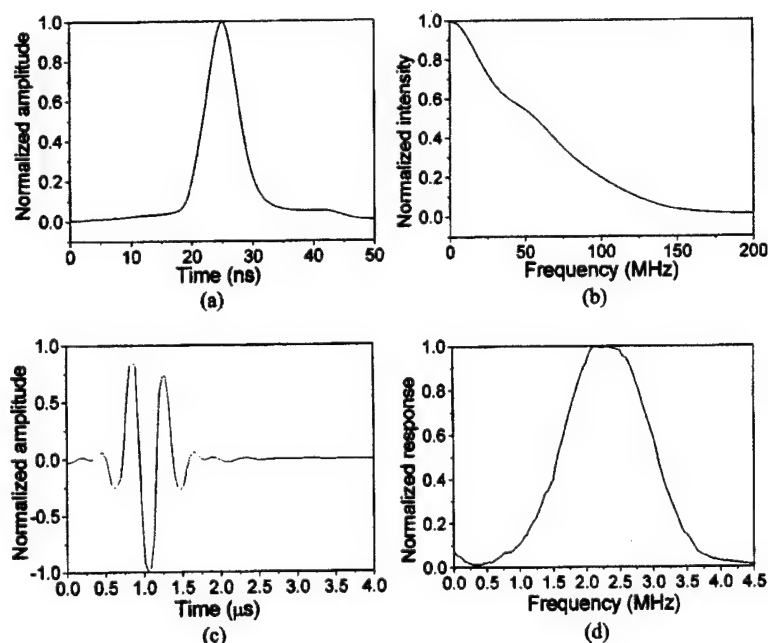 Normalized amplitude
1.0
0.8
0.6
0.4
0.2
0.0
0 10 20 30 40 50
Time (ns)
(a)
Normalized intensity
1.0
0.8
0.6
0.4
0.2
0.0
0 50 100 150 200
Frequency (MHz)
(b)
Normalized amplitude
1.0
0.5
0.0
-0.5
-1.0
0.0 0.5 1.0 1.5 2.0 2.5 3.0 3.5 4.0
Time (μs)
(c)
Normalized response
1.0
0.8
0.6
0.4
0.2
0.0
0.0 0.5 1.0 1.5 2.0 2.5 3.0 3.5 4.0 4.5
Frequency (MHz)
(d)